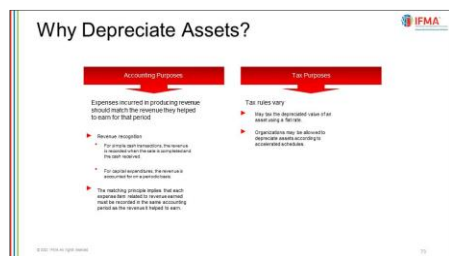 Why Depreciate Assets?
IFMA
Accounting Purposes
Expenses incurred in producing revenue
should match the revenue they helped
to earn for that period
Revenue recognition
For simple cash transactions, the revenue
is recorded when the sale is completed and
the cash received.
For capital expenditures, the revenue is
accounted for on a periodic basis.
The matching principle implies that each
expense item related to revenue earned
must be recorded in the same accounting
period as the revenue it helped to earn.
Tax Purposes
Tax rules vary
May tax the depreciated value of an
asset using a flat rate.
Organizations may be allowed to
depreciate assets according to
accelerated schedules.
IFMA All rights reserved